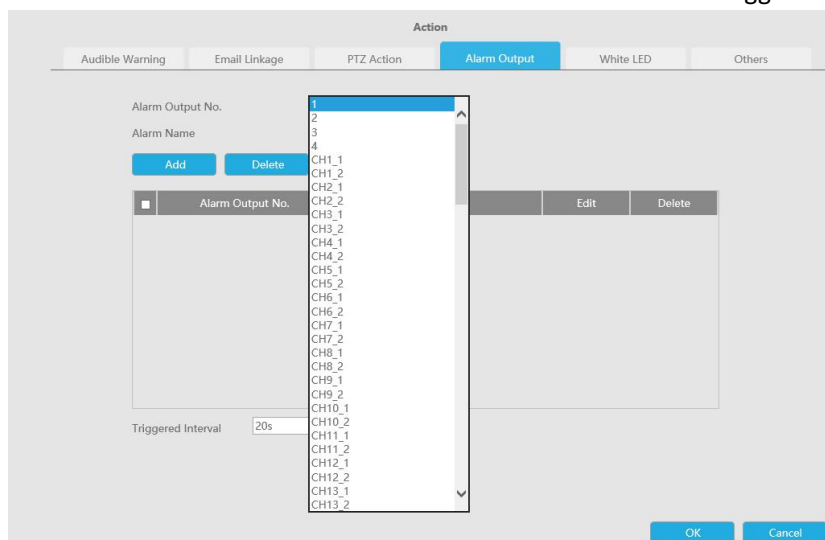 gg
Action
Audible Warning Email Linkage PTZ Action Alarm Output White LED Others
Alarm Output No.
Alarm Name
Add Delete
Alarm Output No. Edit Delete
1
2
3
4
CH1_1
CH1_2
CH2_1
CH2_2
CH3_1
CH3_2
CH4_1
CH4_2
CH5_1
CH5_2
CH6_1
CH6_2
CH7_1
CH7_2
CH8_1
CH8_2
CH9_1
CH9_2
CH10_1
CH10_2
CH11_1
CH11_2
CH12_1
CH12_2
CH13_1
CH13_2
Triggered Interval 20s
OK Cancel